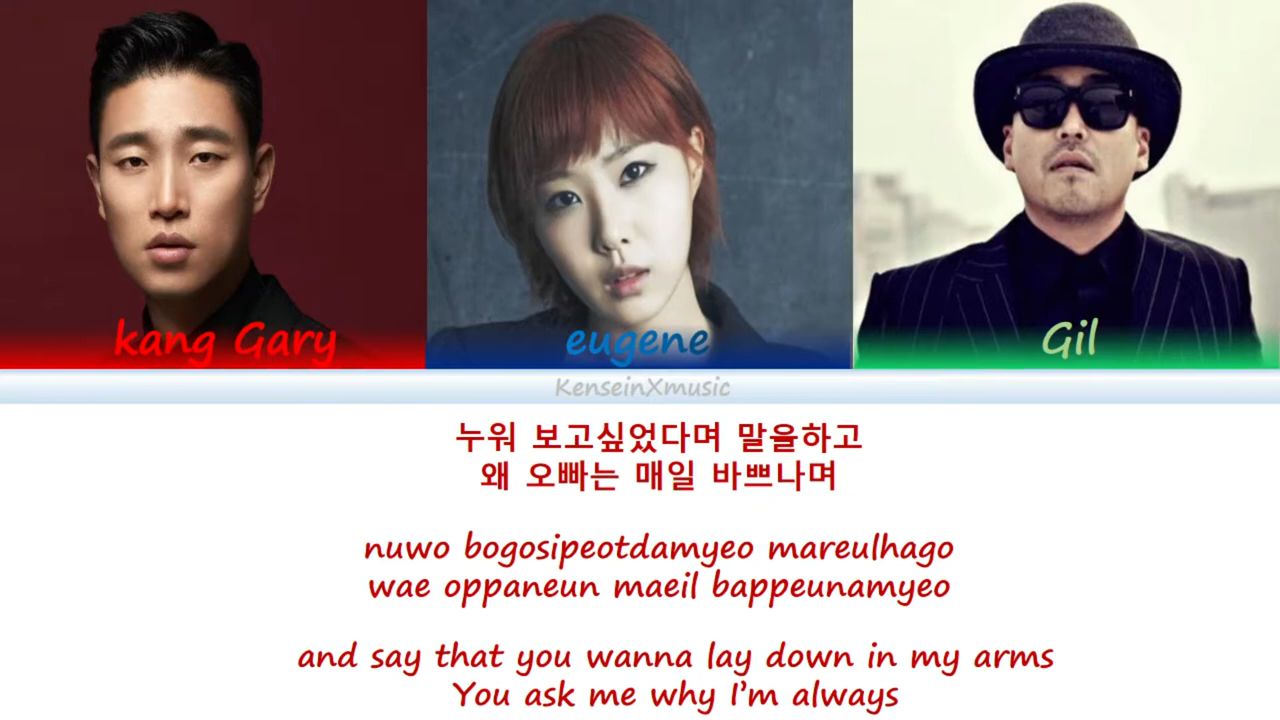 kang Gary
eugene
Gil
KenseinXmusic
누워 보고싶었다며 말을하고
왜 오빠는 매일 바쁘나며
nuwo bogosipeotdamyeo mareulhago
wae oppaneun maeil bappeunamyeo
and say that you wanna lay down in my arms
You ask me why I'm always